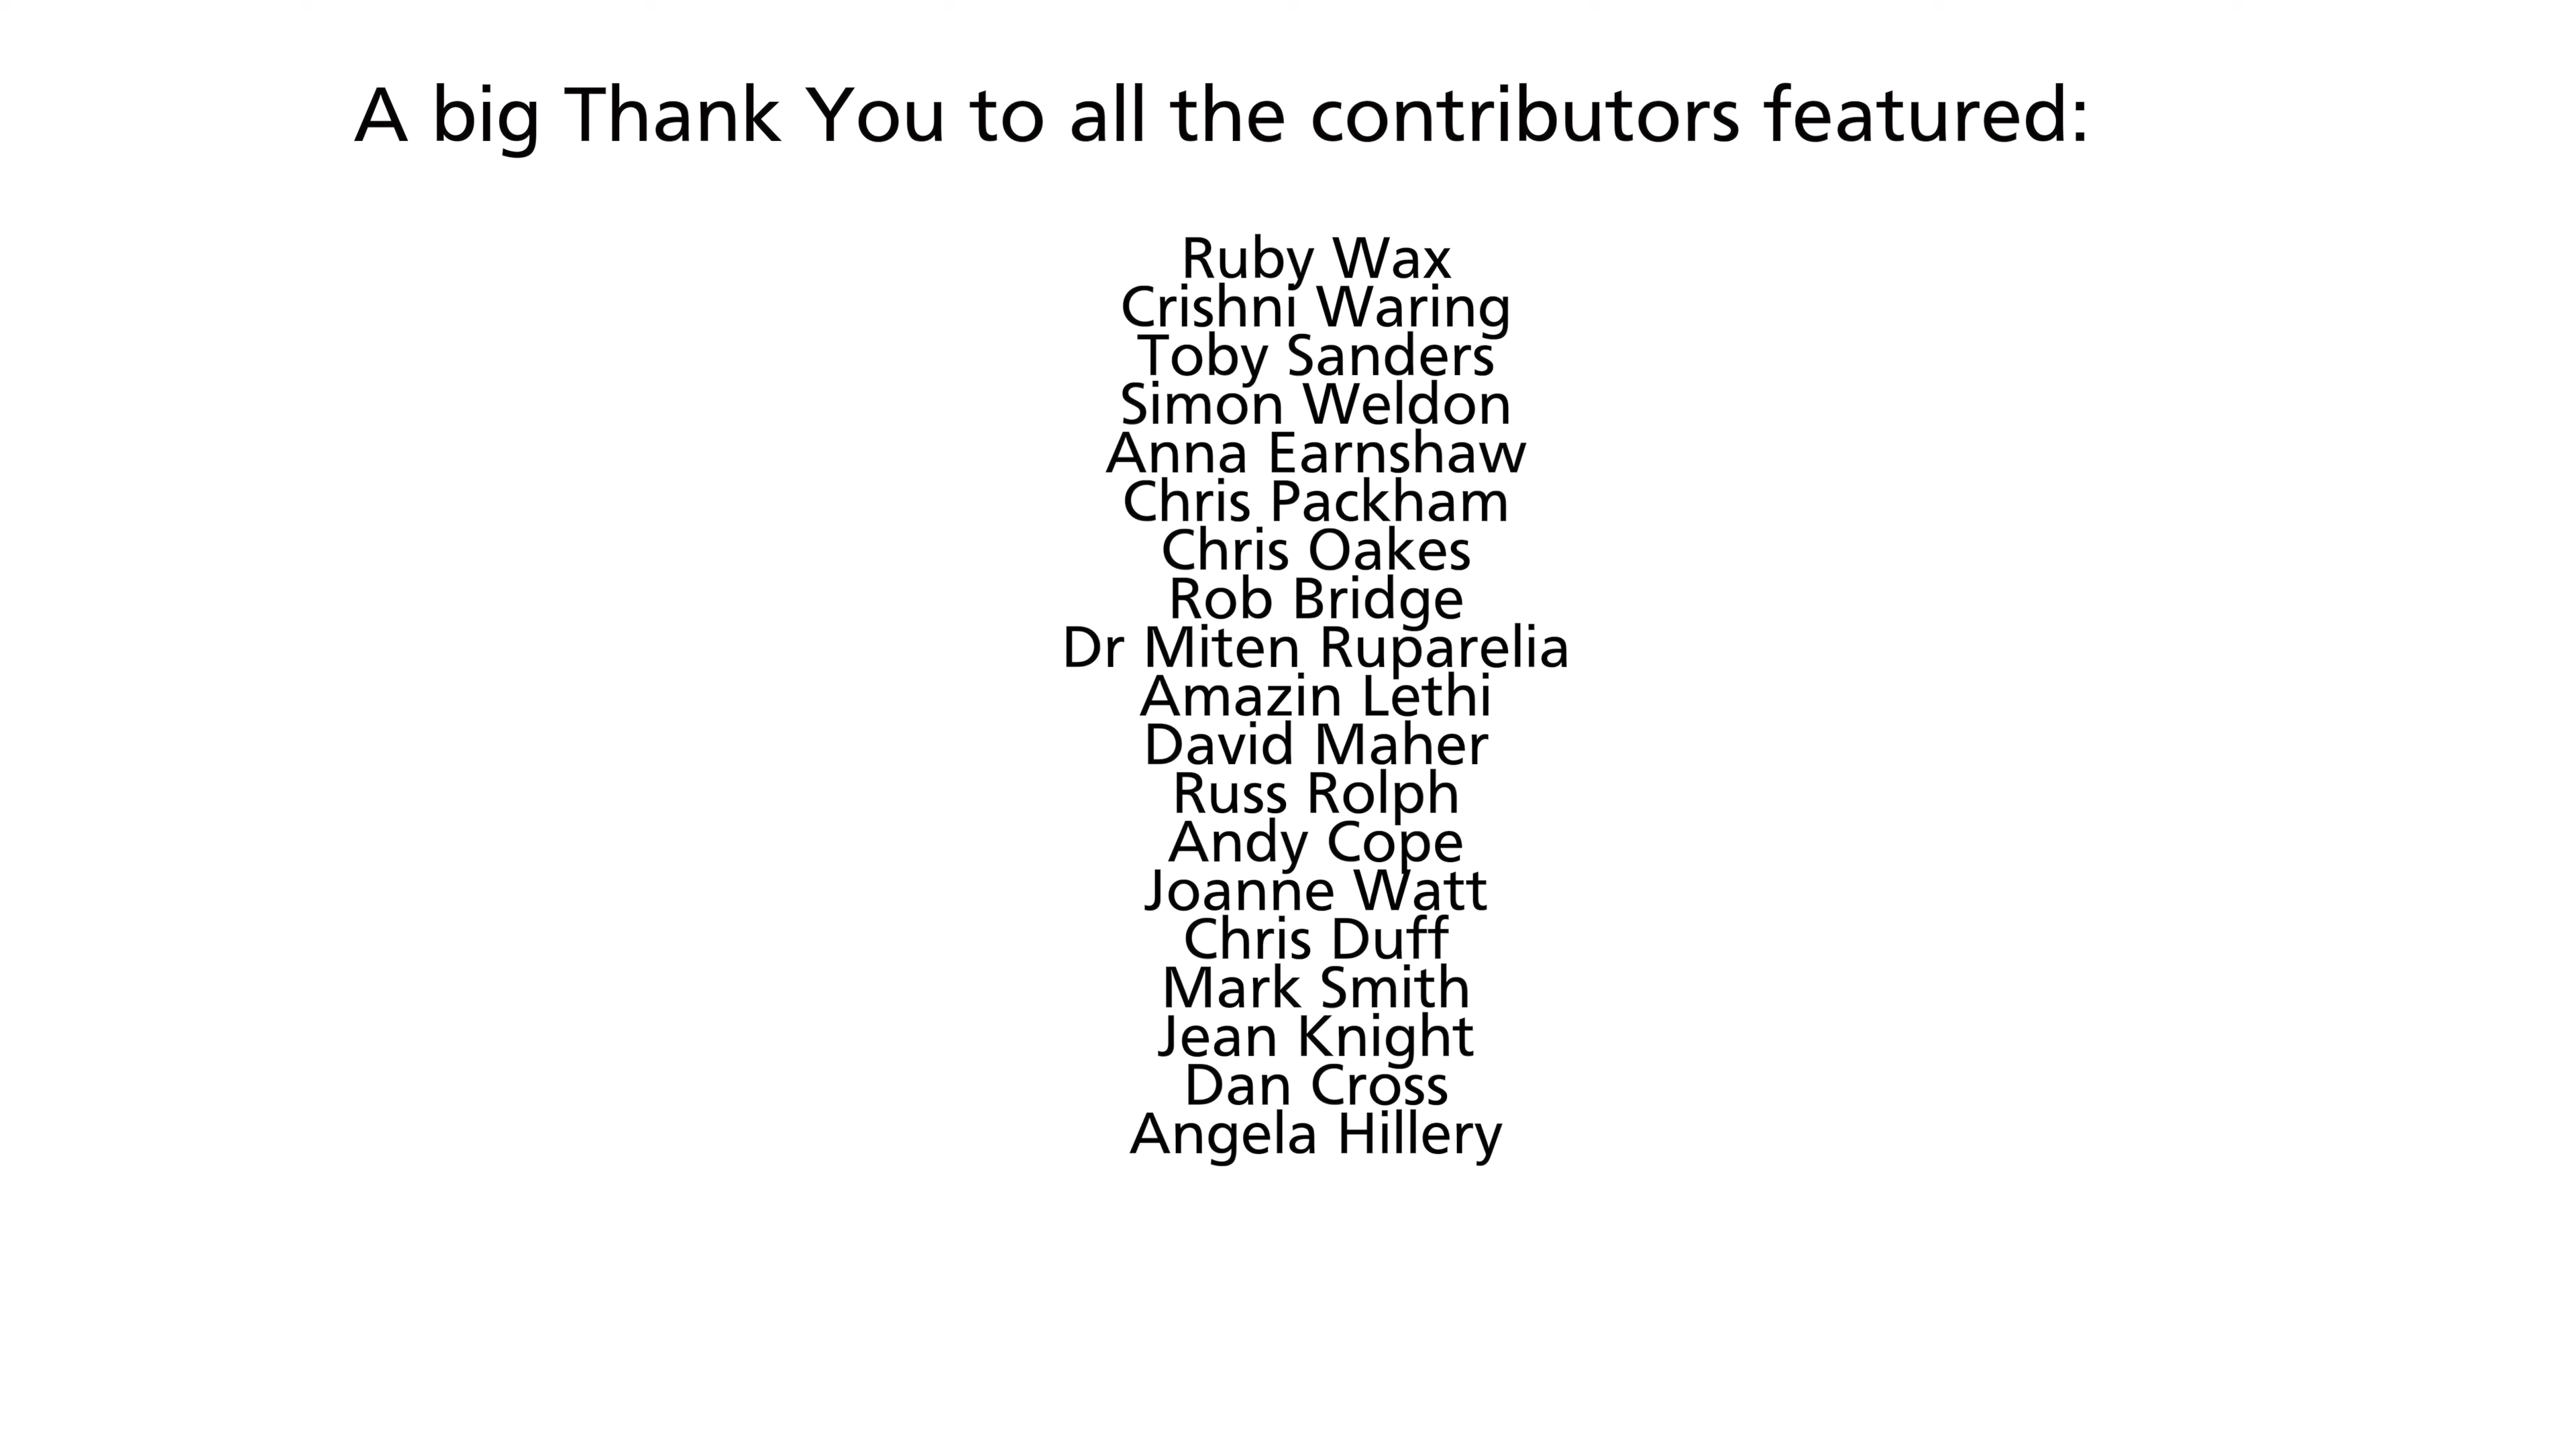 A big Thank You to all the contributors featured:
Ruby Wax
Crishni Waring
Toby Sanders
Simon Weldon
Anna Earnshaw
Chris Packham
Chris Oakes
Rob Bridge
Dr Miten Ruparelia
Amazin Lethi
David Maher
Russ Rolph
Andy Cope
Joanne Watt
Chris Duff
Mark Smith
Jean Knight
Dan Cross
Angela Hillery